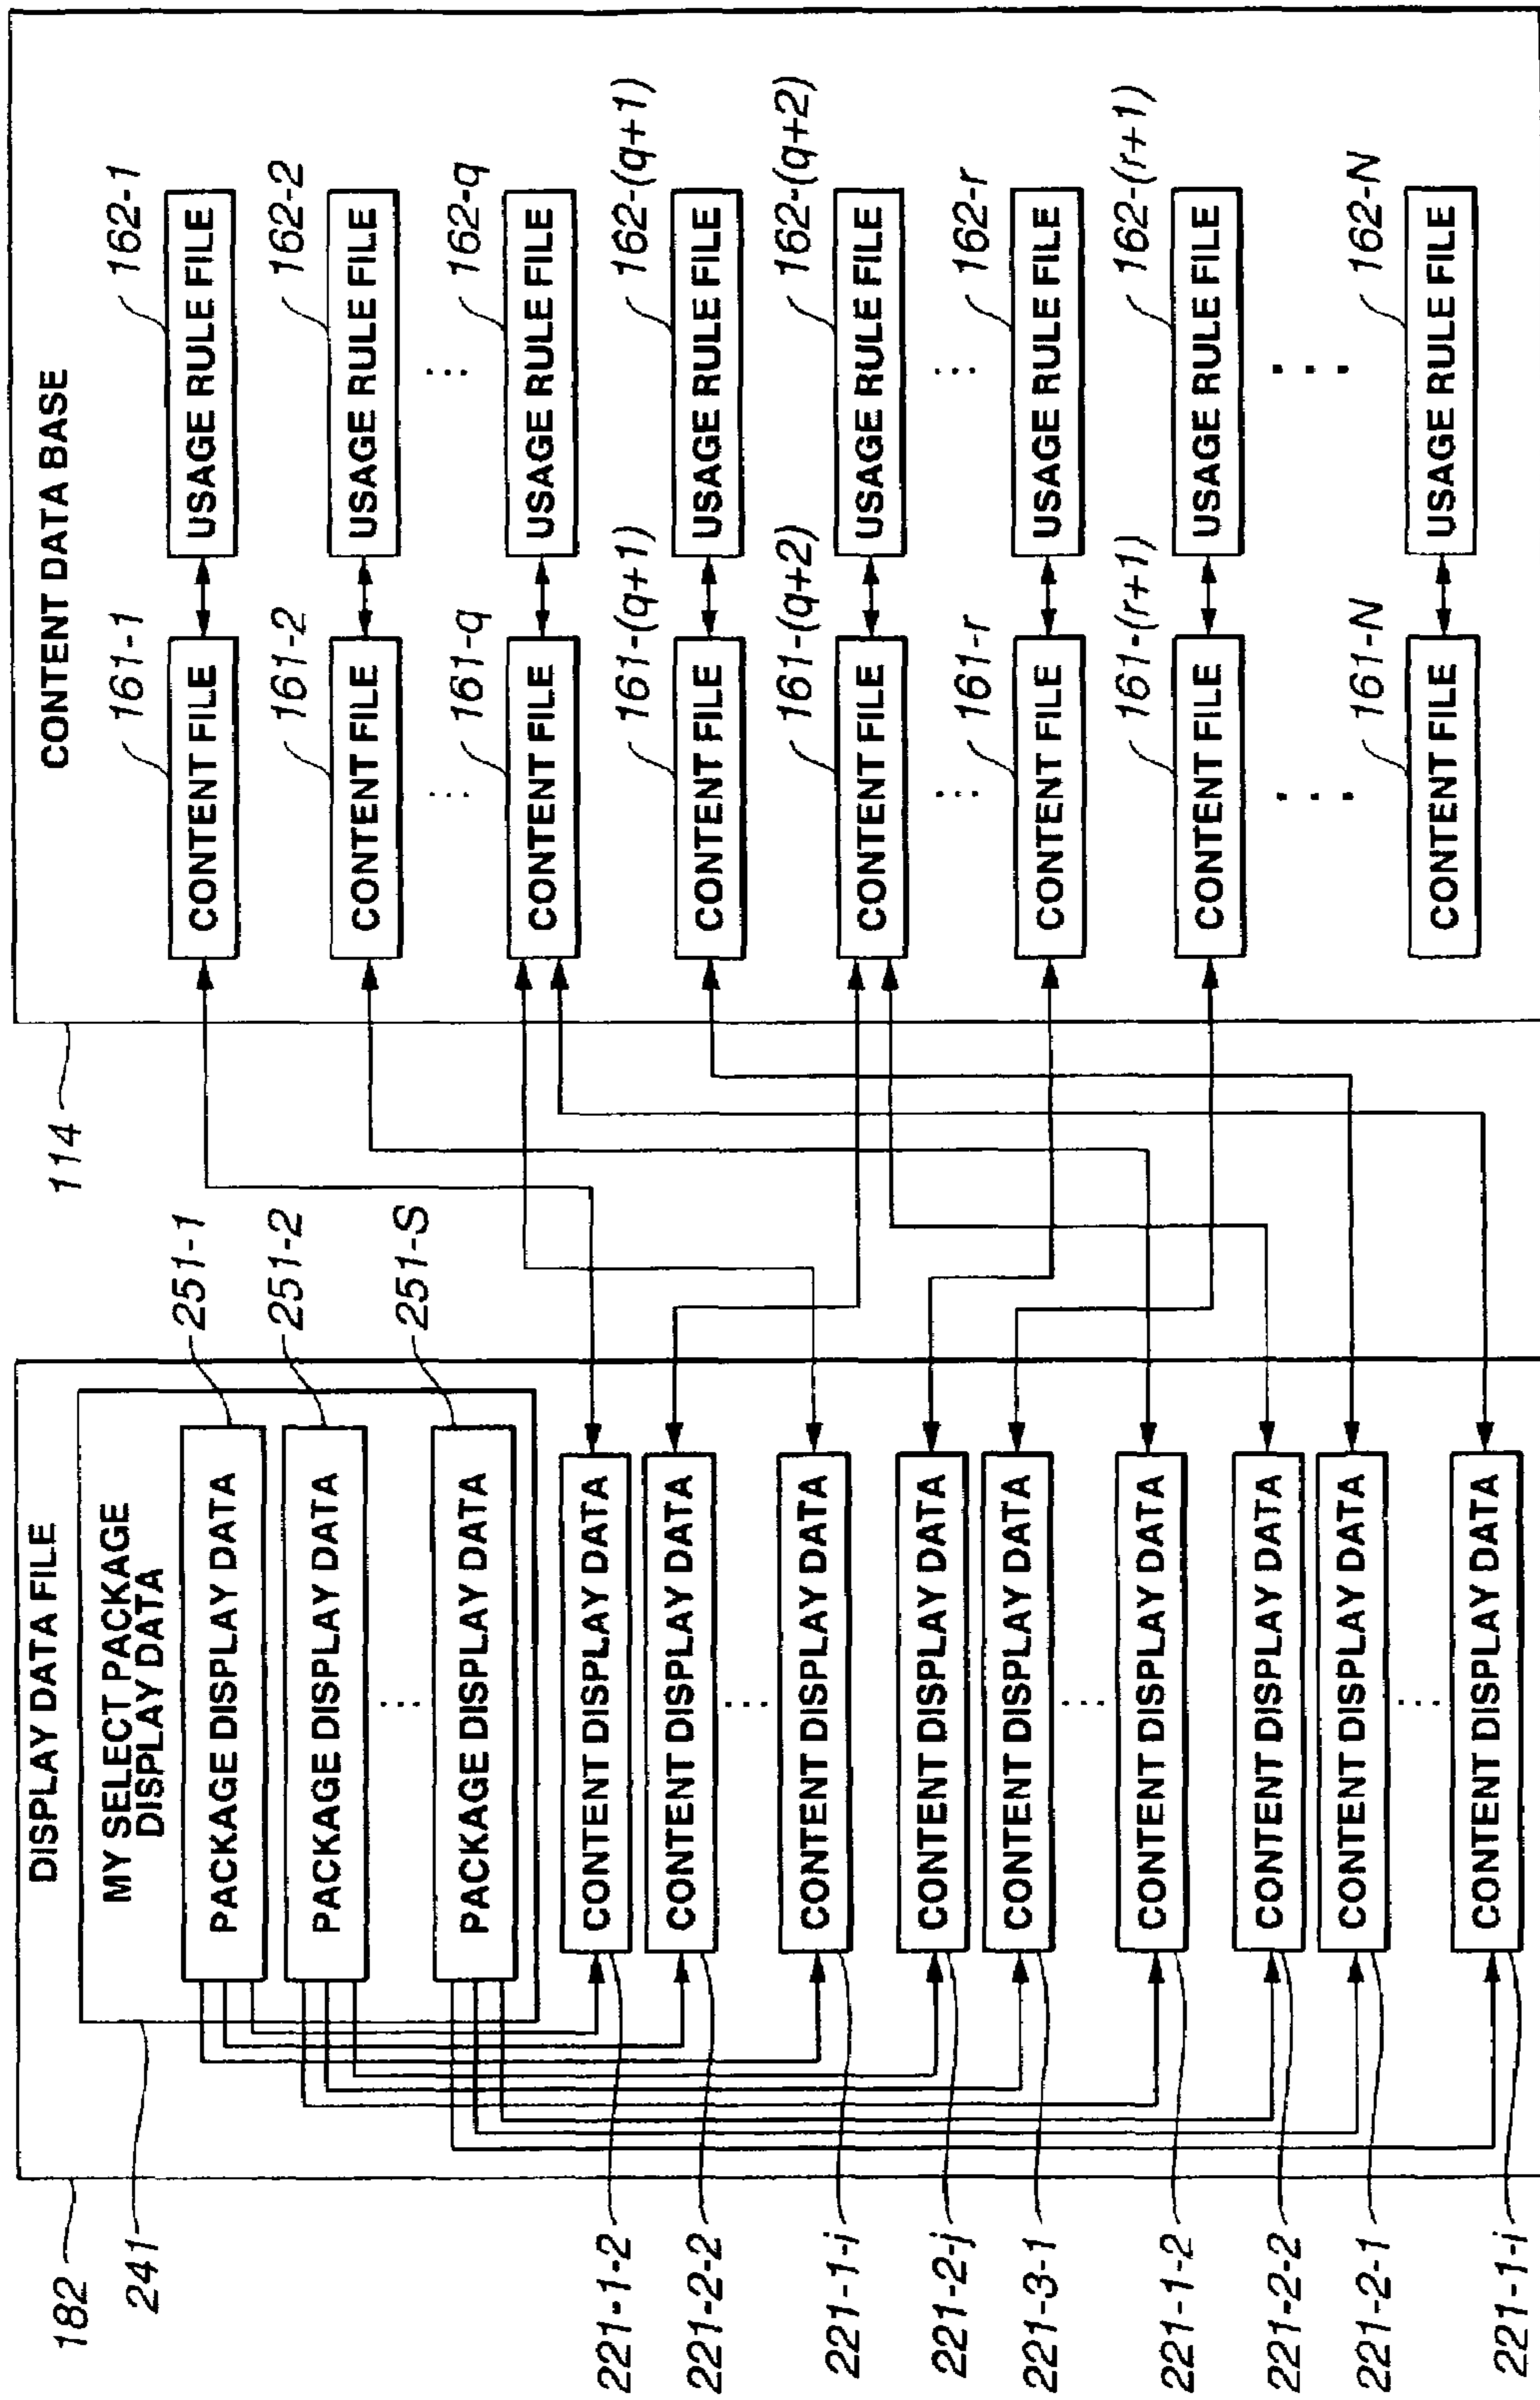 DISPLAY DATA FILE
182
MY SELECT PACKAGE
DISPLAY DATA
241
PACKAGE DISPLAY DATA
251-1
PACKAGE DISPLAY DATA
251-2
...
PACKAGE DISPLAY DATA
251-S
221-1-2
CONTENT DISPLAY DATA
221-2-2
CONTENT DISPLAY DATA
...
221-1-i
CONTENT DISPLAY DATA
221-2-j
CONTENT DISPLAY DATA
221-3-1
CONTENT DISPLAY DATA
...
221-1-2
CONTENT DISPLAY DATA
221-2-2
CONTENT DISPLAY DATA
221-2-1
CONTENT DISPLAY DATA
...
221-1-i
CONTENT DISPLAY DATA
114
CONTENT DATA BASE
161-1
162-1
CONTENT FILE
USAGE RULE FILE
161-2
162-2
CONTENT FILE
USAGE RULE FILE
... ...
161-q
162-q
CONTENT FILE
USAGE RULE FILE
161-(q+1)
162-(q+1)
CONTENT FILE
USAGE RULE FILE
161-(q+2)
162-(q+2)
CONTENT FILE
USAGE RULE FILE
... ...
161-r
162-r
CONTENT FILE
USAGE RULE FILE
161-(r+1)
162-(r+1)
CONTENT FILE
USAGE RULE FILE
... ...
161-N
162-N
CONTENT FILE
USAGE RULE FILE